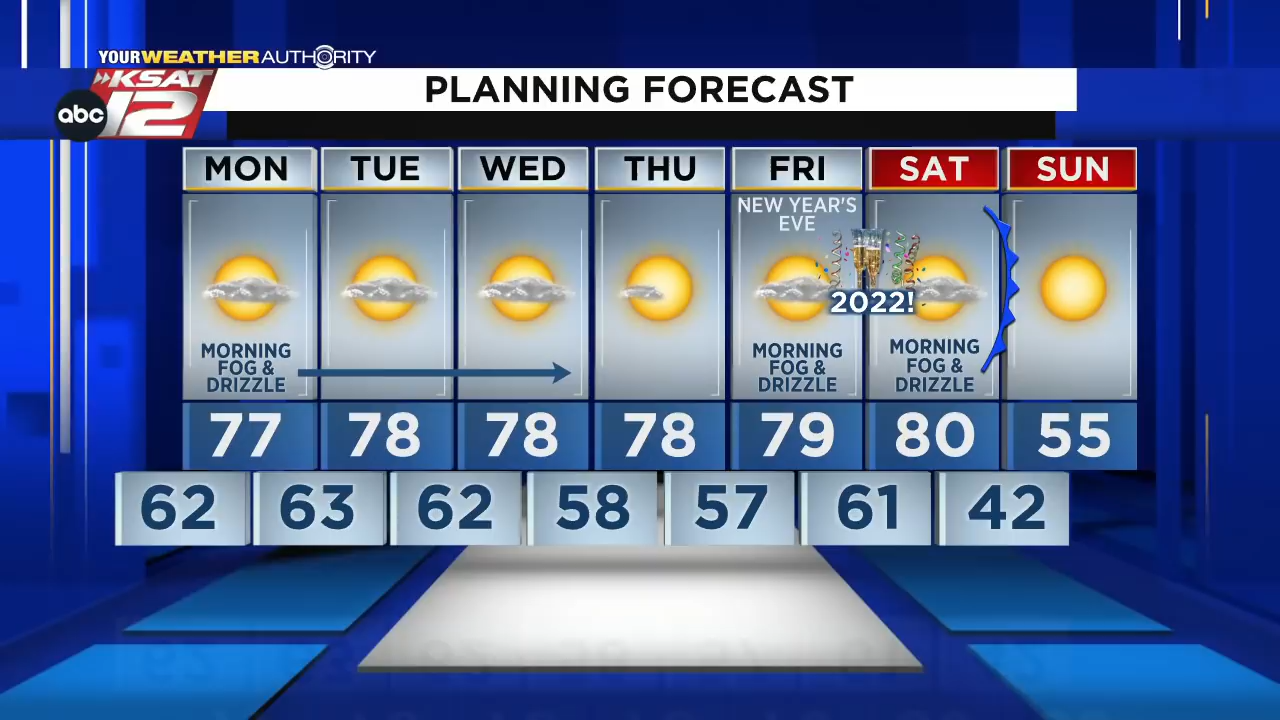 YOURWEATHERAUTHORITY
KSAT
abc
12
PLANNING FORECAST
MON TUE WED THU FRI SAT SUN
NEW YEAR'S
EVE
2022!
MORNING
FOG &
DRIZZLE
MORNING
FOG &
DRIZZLE
MORNING
FOG &
DRIZZLE
77 78 78 78 79 80 55
62 63 62 58 57 61 42